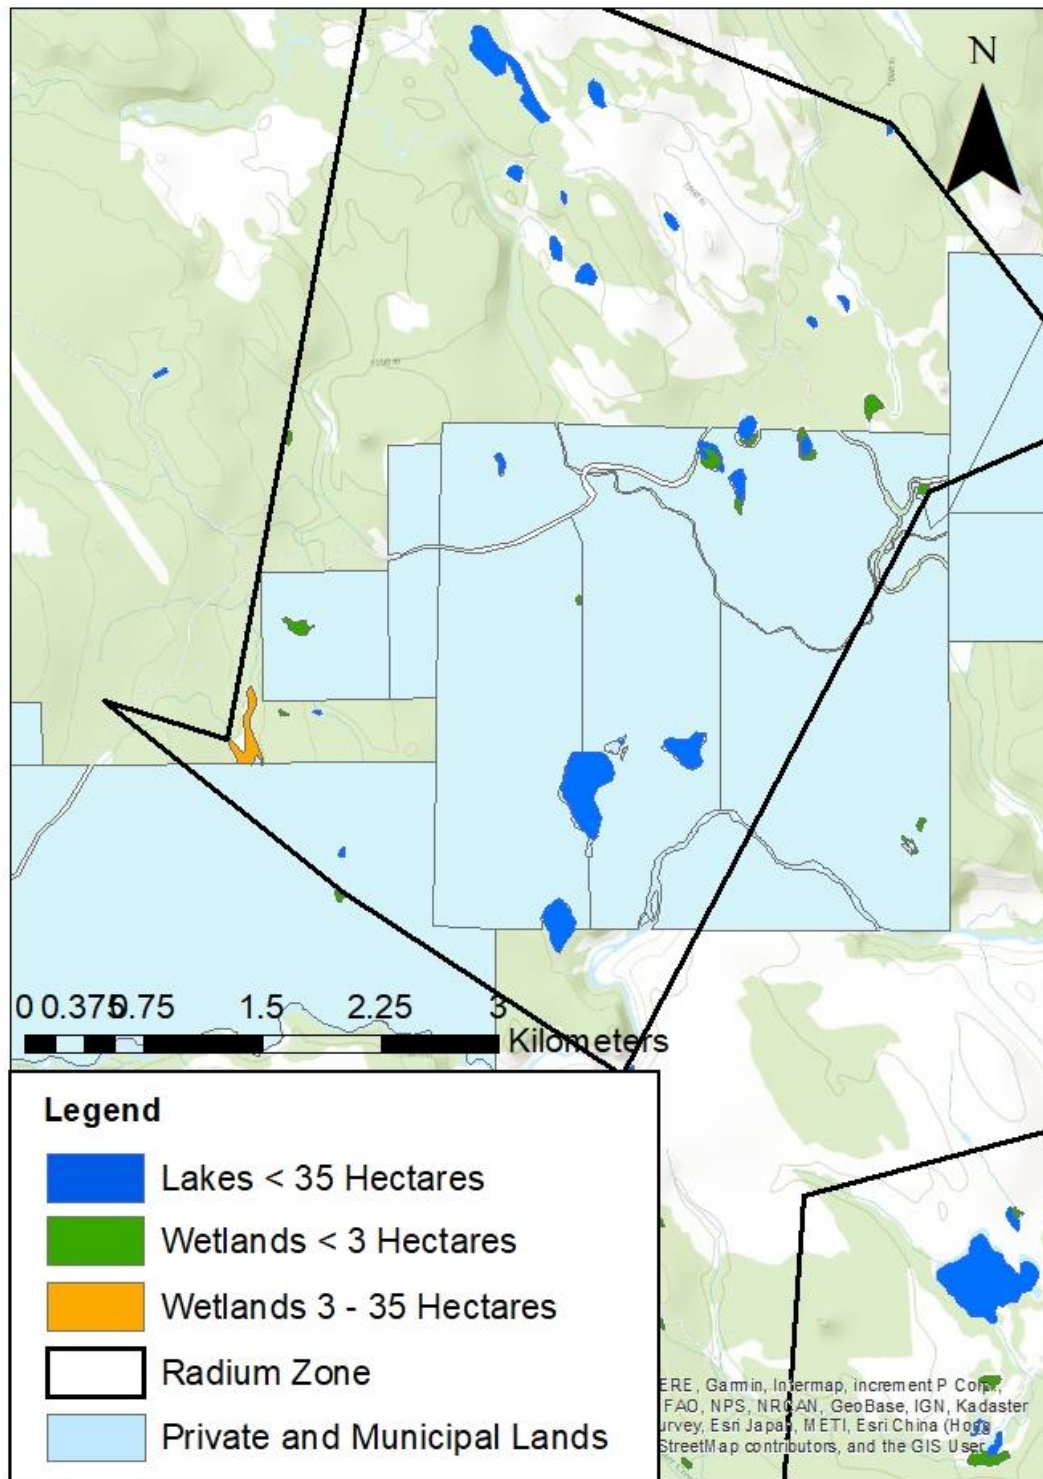 N
0 0.375 0.75 1.5 2.25 3
Kilometers
Legend
Lakes < 35 Hectares
Wetlands < 3 Hectares
Wetlands 3 - 35 Hectares
Radium Zone
Private and Municipal Lands
ERE, Garmin, Intermap, increment P Corp.,
FAO, NPS, NRCAN, GeoBase, IGN, Kadaster
urvey, Esri Japan, METI, Esri China (Hong
StreetMap contributors, and the GIS User